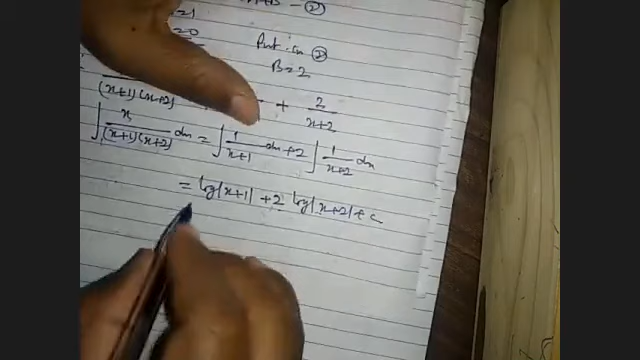 - ②
Put in ②
B=2
(x+1)(x+2) + 2/(x+2)
∫ x/((x+1)(x+2)) dx = ∫ 1/(x+1) dx + 2 ∫ 1/(x+2) dx
= log|x+1| + 2 log|x+2| + c